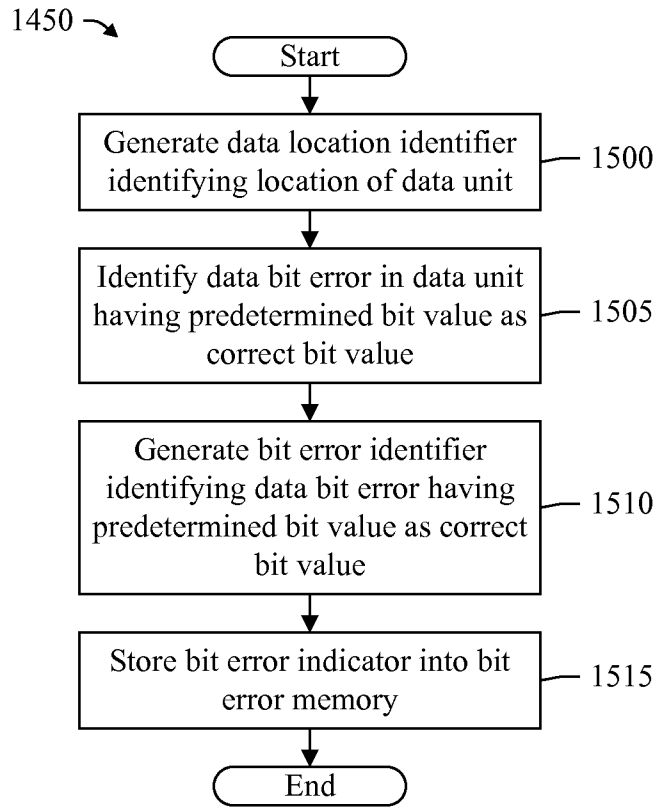 1450
Start
Generate data location identifier
identifying location of data unit
1500
Identify data bit error in data unit
having predetermined bit value as
correct bit value
1505
Generate bit error identifier
identifying data bit error having
predetermined bit value as correct
bit value
1510
Store bit error indicator into bit
error memory
1515
End